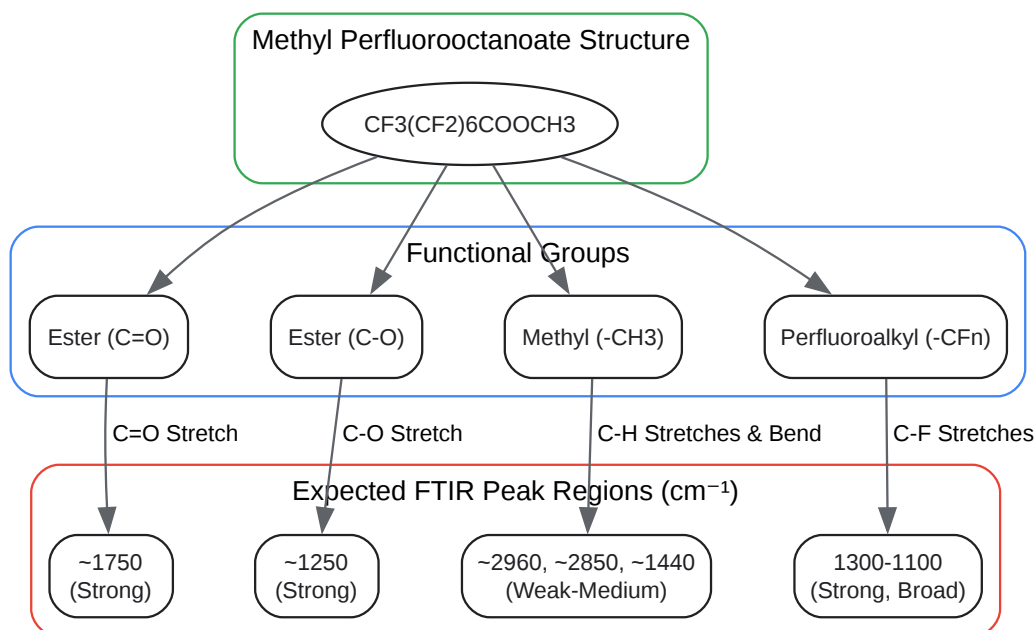 Methyl Perfluorooctanoate Structure
CF3(CF2)6COOCH3
Functional Groups
Ester (C=O)
Ester (C-O)
Methyl (-CH3)
Perfluoroalkyl (-CFn)
C=O Stretch
C-O Stretch
C-H Stretches & Bend
C-F Stretches
Expected FTIR Peak Regions (cm⁻¹)
~1750
(Strong)
~1250
(Strong)
~2960, ~2850, ~1440
(Weak-Medium)
1300-1100
(Strong, Broad)